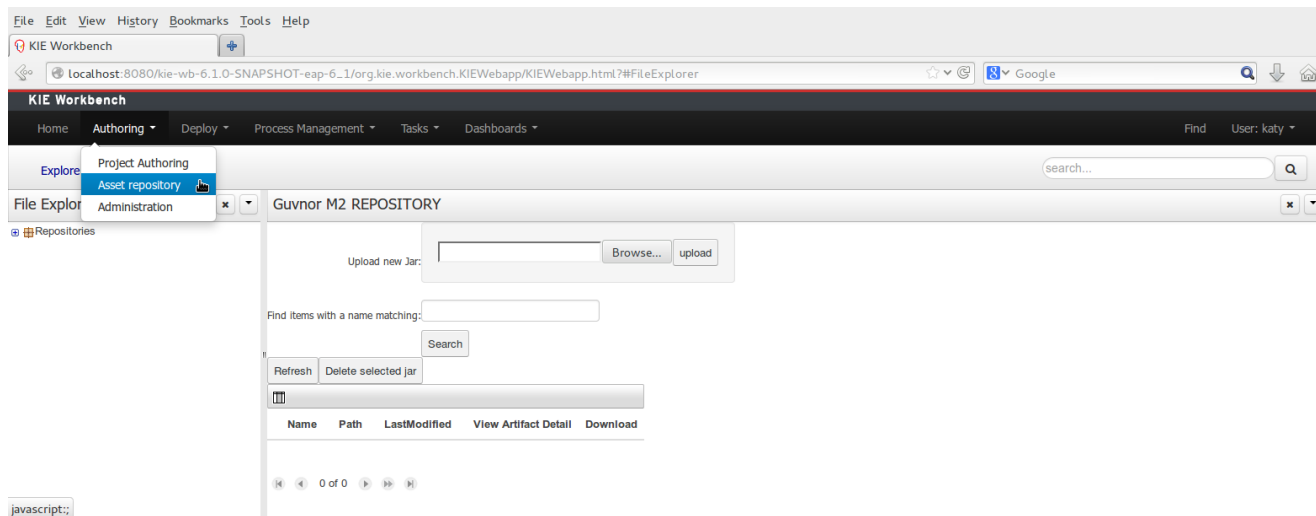 File Edit View History Bookmarks Tools Help
KIE Workbench
localhost:8080/kie-wb-6.1.0-SNAPSHOT-eap-6_1/org.kie.workbench.KIEWebapp/KIEWebapp.html?#FileExplorer
8 Google
KIE Workbench
Home Authoring Deploy Process Management Tasks Dashboards Find User: katy
Explore
search...
Project Authoring
Asset repository
Administration
File Explor
Guvnor M2 REPOSITORY
Repositories
Upload new Jar:
Browse... upload
Find items with a name matching:
Search
Refresh Delete selected jar
Name Path LastModified View Artifact Detail Download
0 of 0
javascript:;